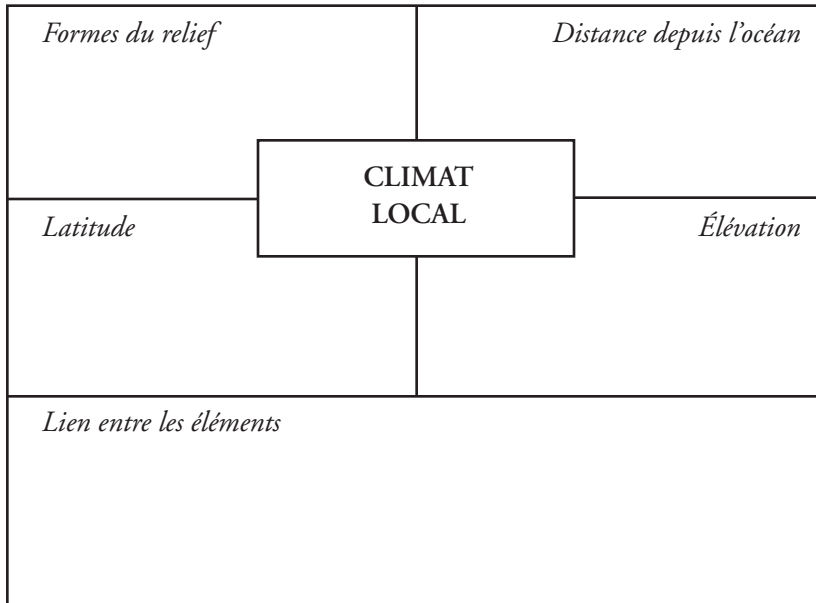 Formes du relief
Distance depuis l'océan
CLIMAT
LOCAL
Latitude
Élévation
Lien entre les éléments